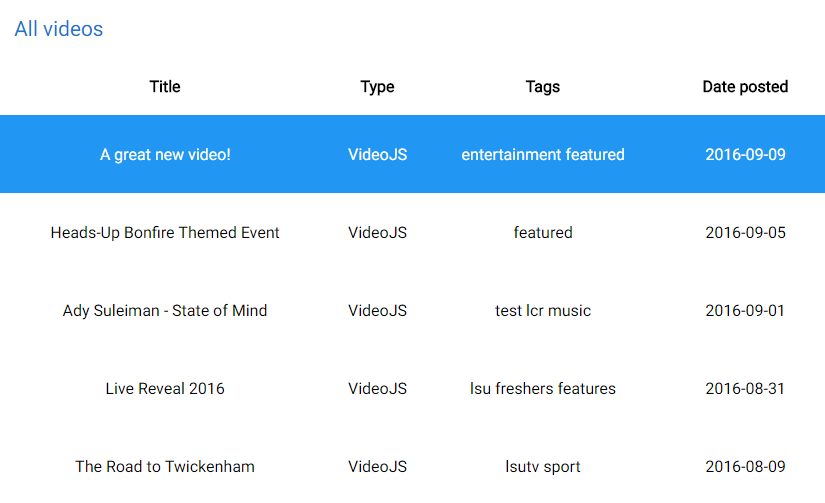 All videos
Title Type Tags Date posted
A great new video! VideoJS entertainment featured 2016-09-09
Heads-Up Bonfire Themed Event VideoJS featured 2016-09-05
Ady Suleiman - State of Mind VideoJS test lcr music 2016-09-01
Live Reveal 2016 VideoJS lsu freshers features 2016-08-31
The Road to Twickenham VideoJS lsutv sport 2016-08-09